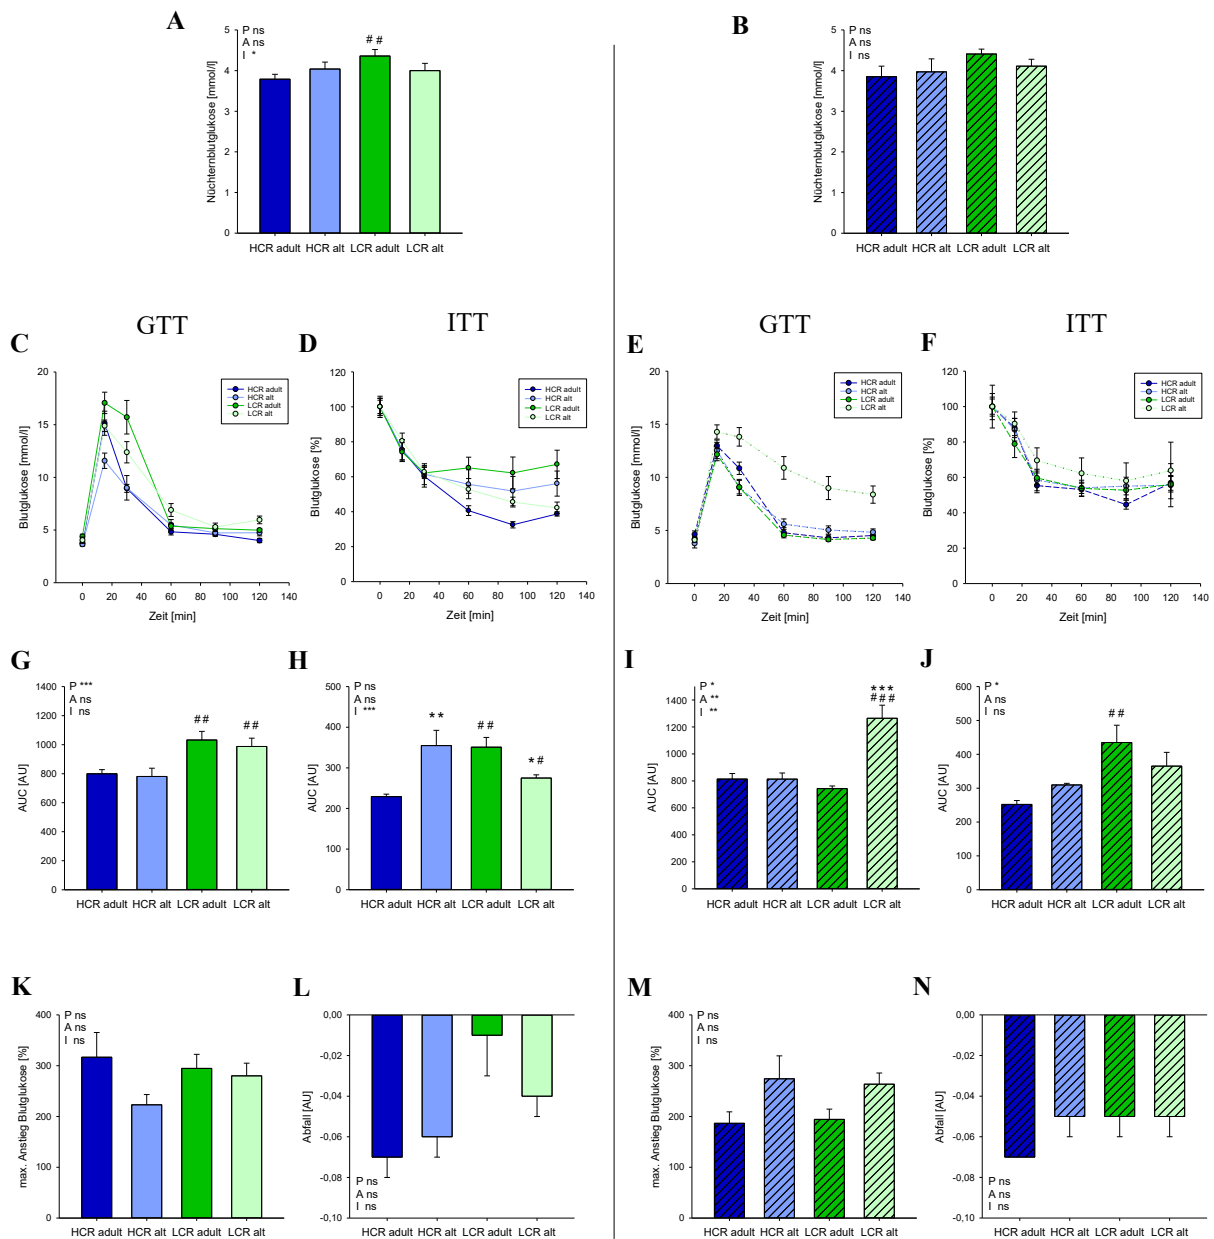 A
P ns
A ns
I *
# #
Nüchternblutglukose [mmol/l]
5
4
3
2
1
0
HCR adult HCR alt LCR adult LCR alt
B
P ns
A ns
I ns
Nüchternblutglukose [mmol/l]
5
4
3
2
1
0
HCR adult HCR alt LCR adult LCR alt
GTT
C
Blutglukose [mmol/l]
20
15
10
5
0
HCR adult
HCR alt
LCR adult
LCR alt
0 20 40 60 80 100 120 140
Zeit [min]
ITT
D
Blutglukose [%]
120
100
80
60
40
20
0
HCR adult
HCR alt
LCR adult
LCR alt
0 20 40 60 80 100 120 140
Zeit [min]
GTT
E
Blutglukose [mmol/l]
20
15
10
5
0
HCR adult
HCR alt
LCR adult
LCR alt
0 20 40 60 80 100 120 140
Zeit [min]
ITT
F
Blutglukose [%]
120
100
80
60
40
20
0
HCR adult
HCR alt
LCR adult
LCR alt
0 20 40 60 80 100 120 140
Zeit [min]
G
P ***
A ns
I ns
# #
# #
AUC [AU]
1400
1200
1000
800
600
400
200
0
HCR adult HCR alt LCR adult LCR alt
H
P ns
A ns
I ***
* *
# #
* #
AUC [AU]
500
400
300
200
100
0
HCR adult HCR alt LCR adult LCR alt
I
P *
A **
I **
* * *
# # #
AUC [AU]
1400
1200
1000
800
600
400
200
0
HCR adult HCR alt LCR adult LCR alt
J
P *
A ns
I ns
# #
AUC [AU]
600
500
400
300
200
100
0
HCR adult HCR alt LCR adult LCR alt
K
P ns
A ns
I ns
max. Anstieg Blutglukose [%]
400
300
200
100
0
HCR adult HCR alt LCR adult LCR alt
L
Abfall [AU]
0,00
-0,02
-0,04
-0,06
-0,08
-0,10
P ns
A ns
I ns
HCR adult HCR alt LCR adult LCR alt
M
P ns
A ns
I ns
max. Anstieg Blutglukose [%]
400
300
200
100
0
HCR adult HCR alt LCR adult LCR alt
N
Abfall [AU]
0,00
-0,02
-0,04
-0,06
-0,08
-0,10
P ns
A ns
I ns
HCR adult HCR alt LCR adult LCR alt